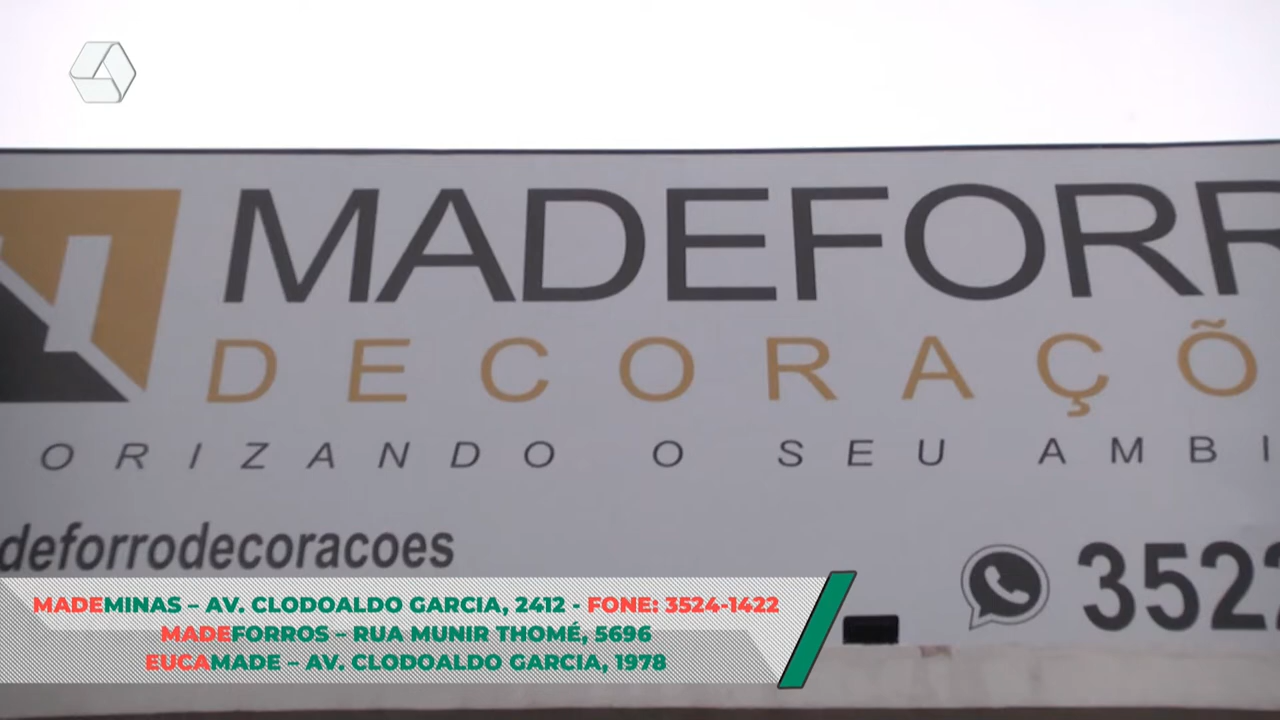 MADEFORR
DECORAÇÕ
ORIZANDO O SEU AMBI
deforrodecoracoes
3522
MADEMINAS – AV. CLODOALDO GARCIA, 2412 - FONE: 3524-1422
MADEFORROS – RUA MUNIR THOMÉ, 5696
EUCAMADE – AV. CLODOALDO GARCIA, 1978